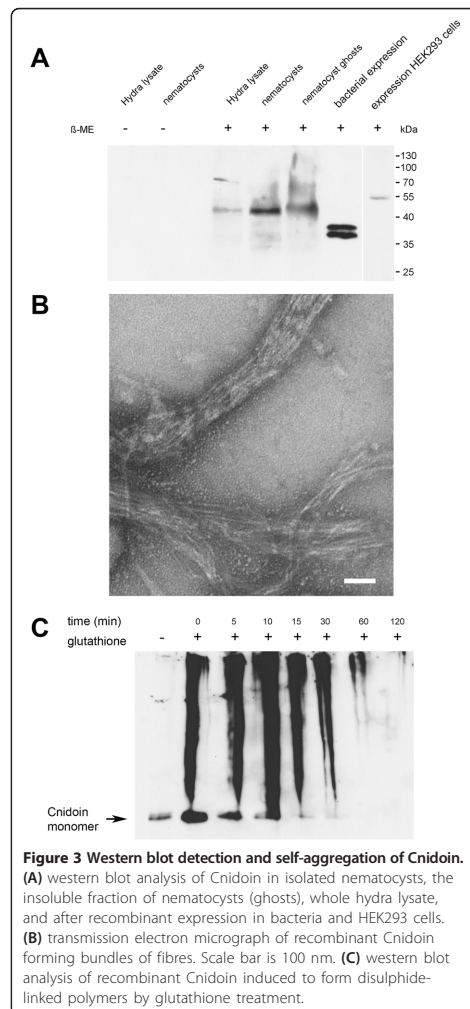 A
Hydra lysate
nematocysts
Hydra lysate
nematocysts
nematocyst ghosts
bacterial expression
expression HEK293 cells
ß-ME - - + + + + + kDa
- 130
- 100
- 70
- 55
- 40
- 35
- 25
B
C
time (min) 0 5 10 15 30 60 120
glutathione - + + + + + + +
Cnidoin
monomer
Figure 3 Western blot detection and self-aggregation of Cnidoin.
(A) western blot analysis of Cnidoin in isolated nematocysts, the
insoluble fraction of nematocysts (ghosts), whole hydra lysate,
and after recombinant expression in bacteria and HEK293 cells.
(B) transmission electron micrograph of recombinant Cnidoin
forming bundles of fibres. Scale bar is 100 nm. (C) western blot
analysis of recombinant Cnidoin induced to form disulphide-
linked polymers by glutathione treatment.